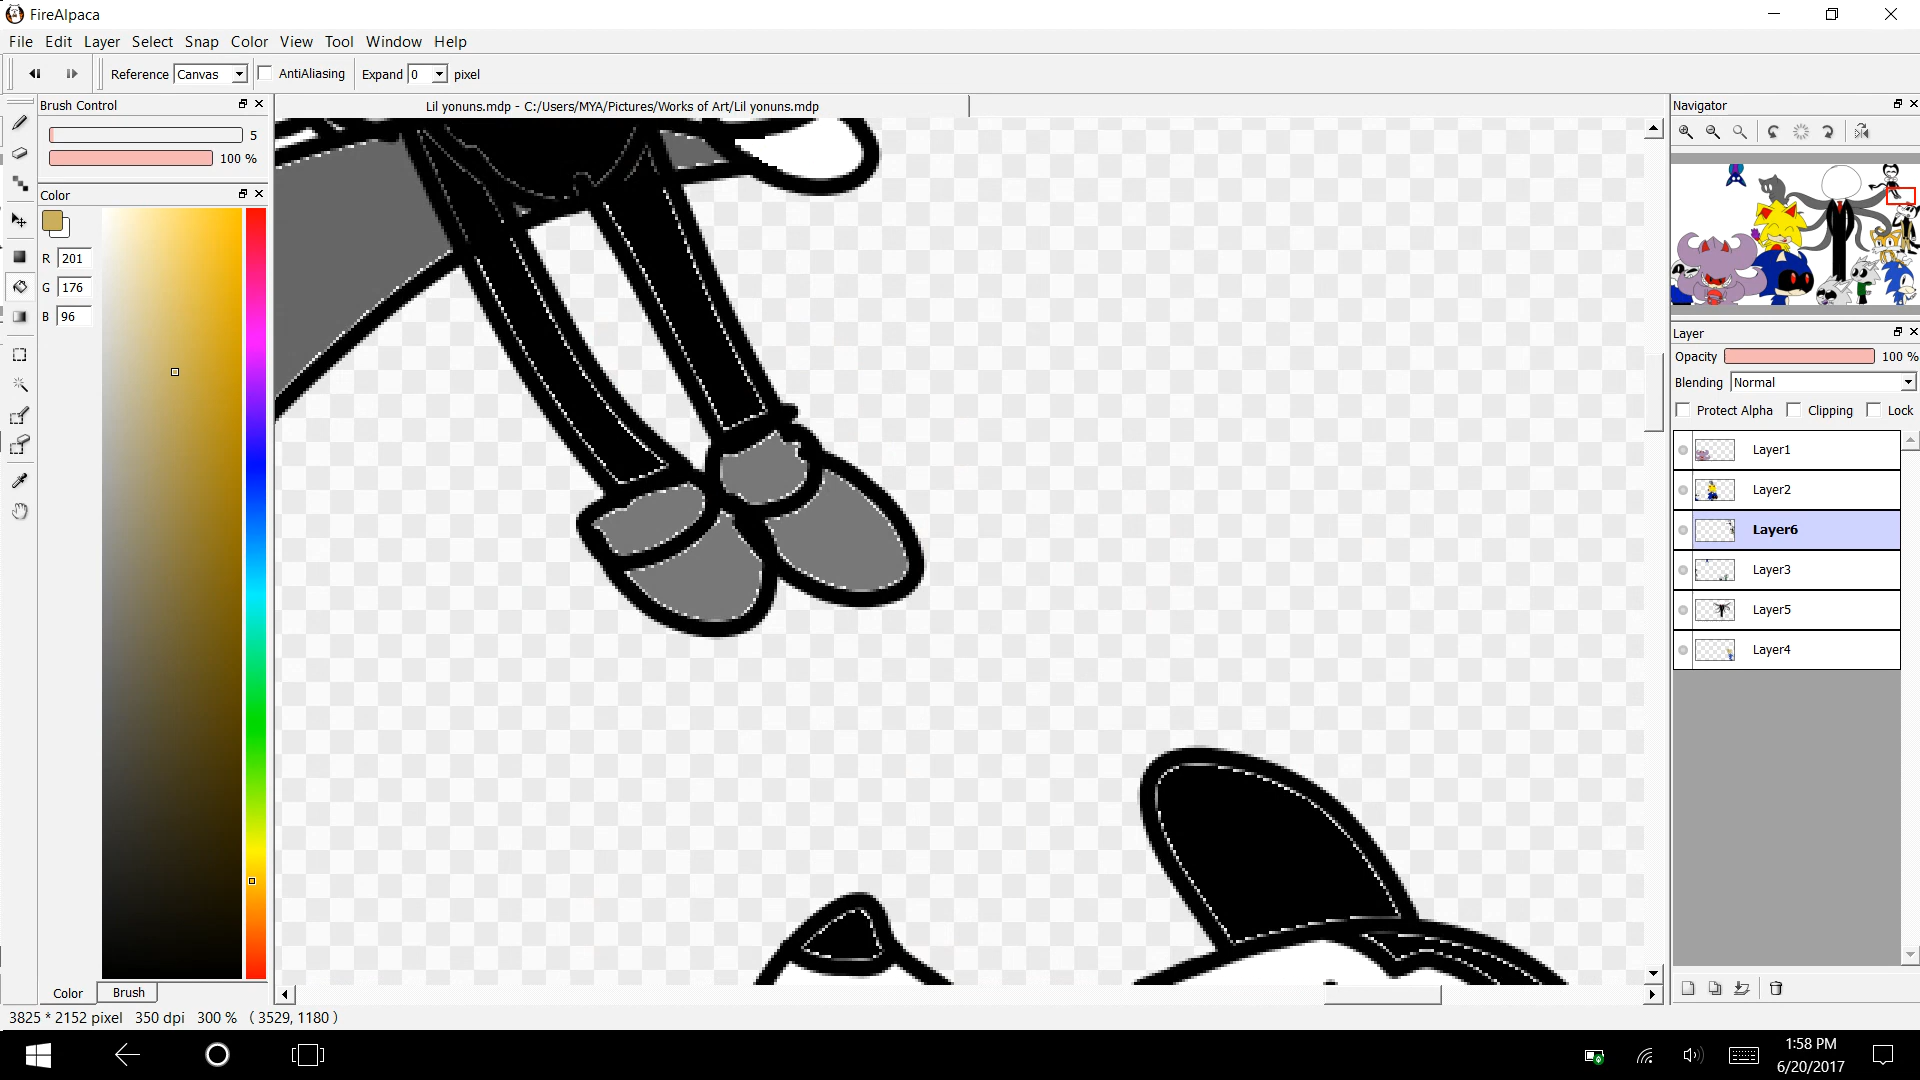 FireAlpaca
File Edit Layer Select Snap Color View Tool Window Help
Reference Canvas AntiAliasing Expand 0 pixel
Brush Control
Lil yonuns.mdp - C:/Users/MYA/Pictures/Works of Art/Lil yonuns.mdp
Navigator
5
100 %
Color
R 201
G 176
B 96
Layer
Opacity 100 %
Blending Normal
Protect Alpha Clipping Lock
Layer1
Layer2
Layer6
Layer3
Layer5
Layer4
Color Brush
3825 * 2152 pixel 350 dpi 300 % ( 3529, 1180 )
1:58 PM
6/20/2017